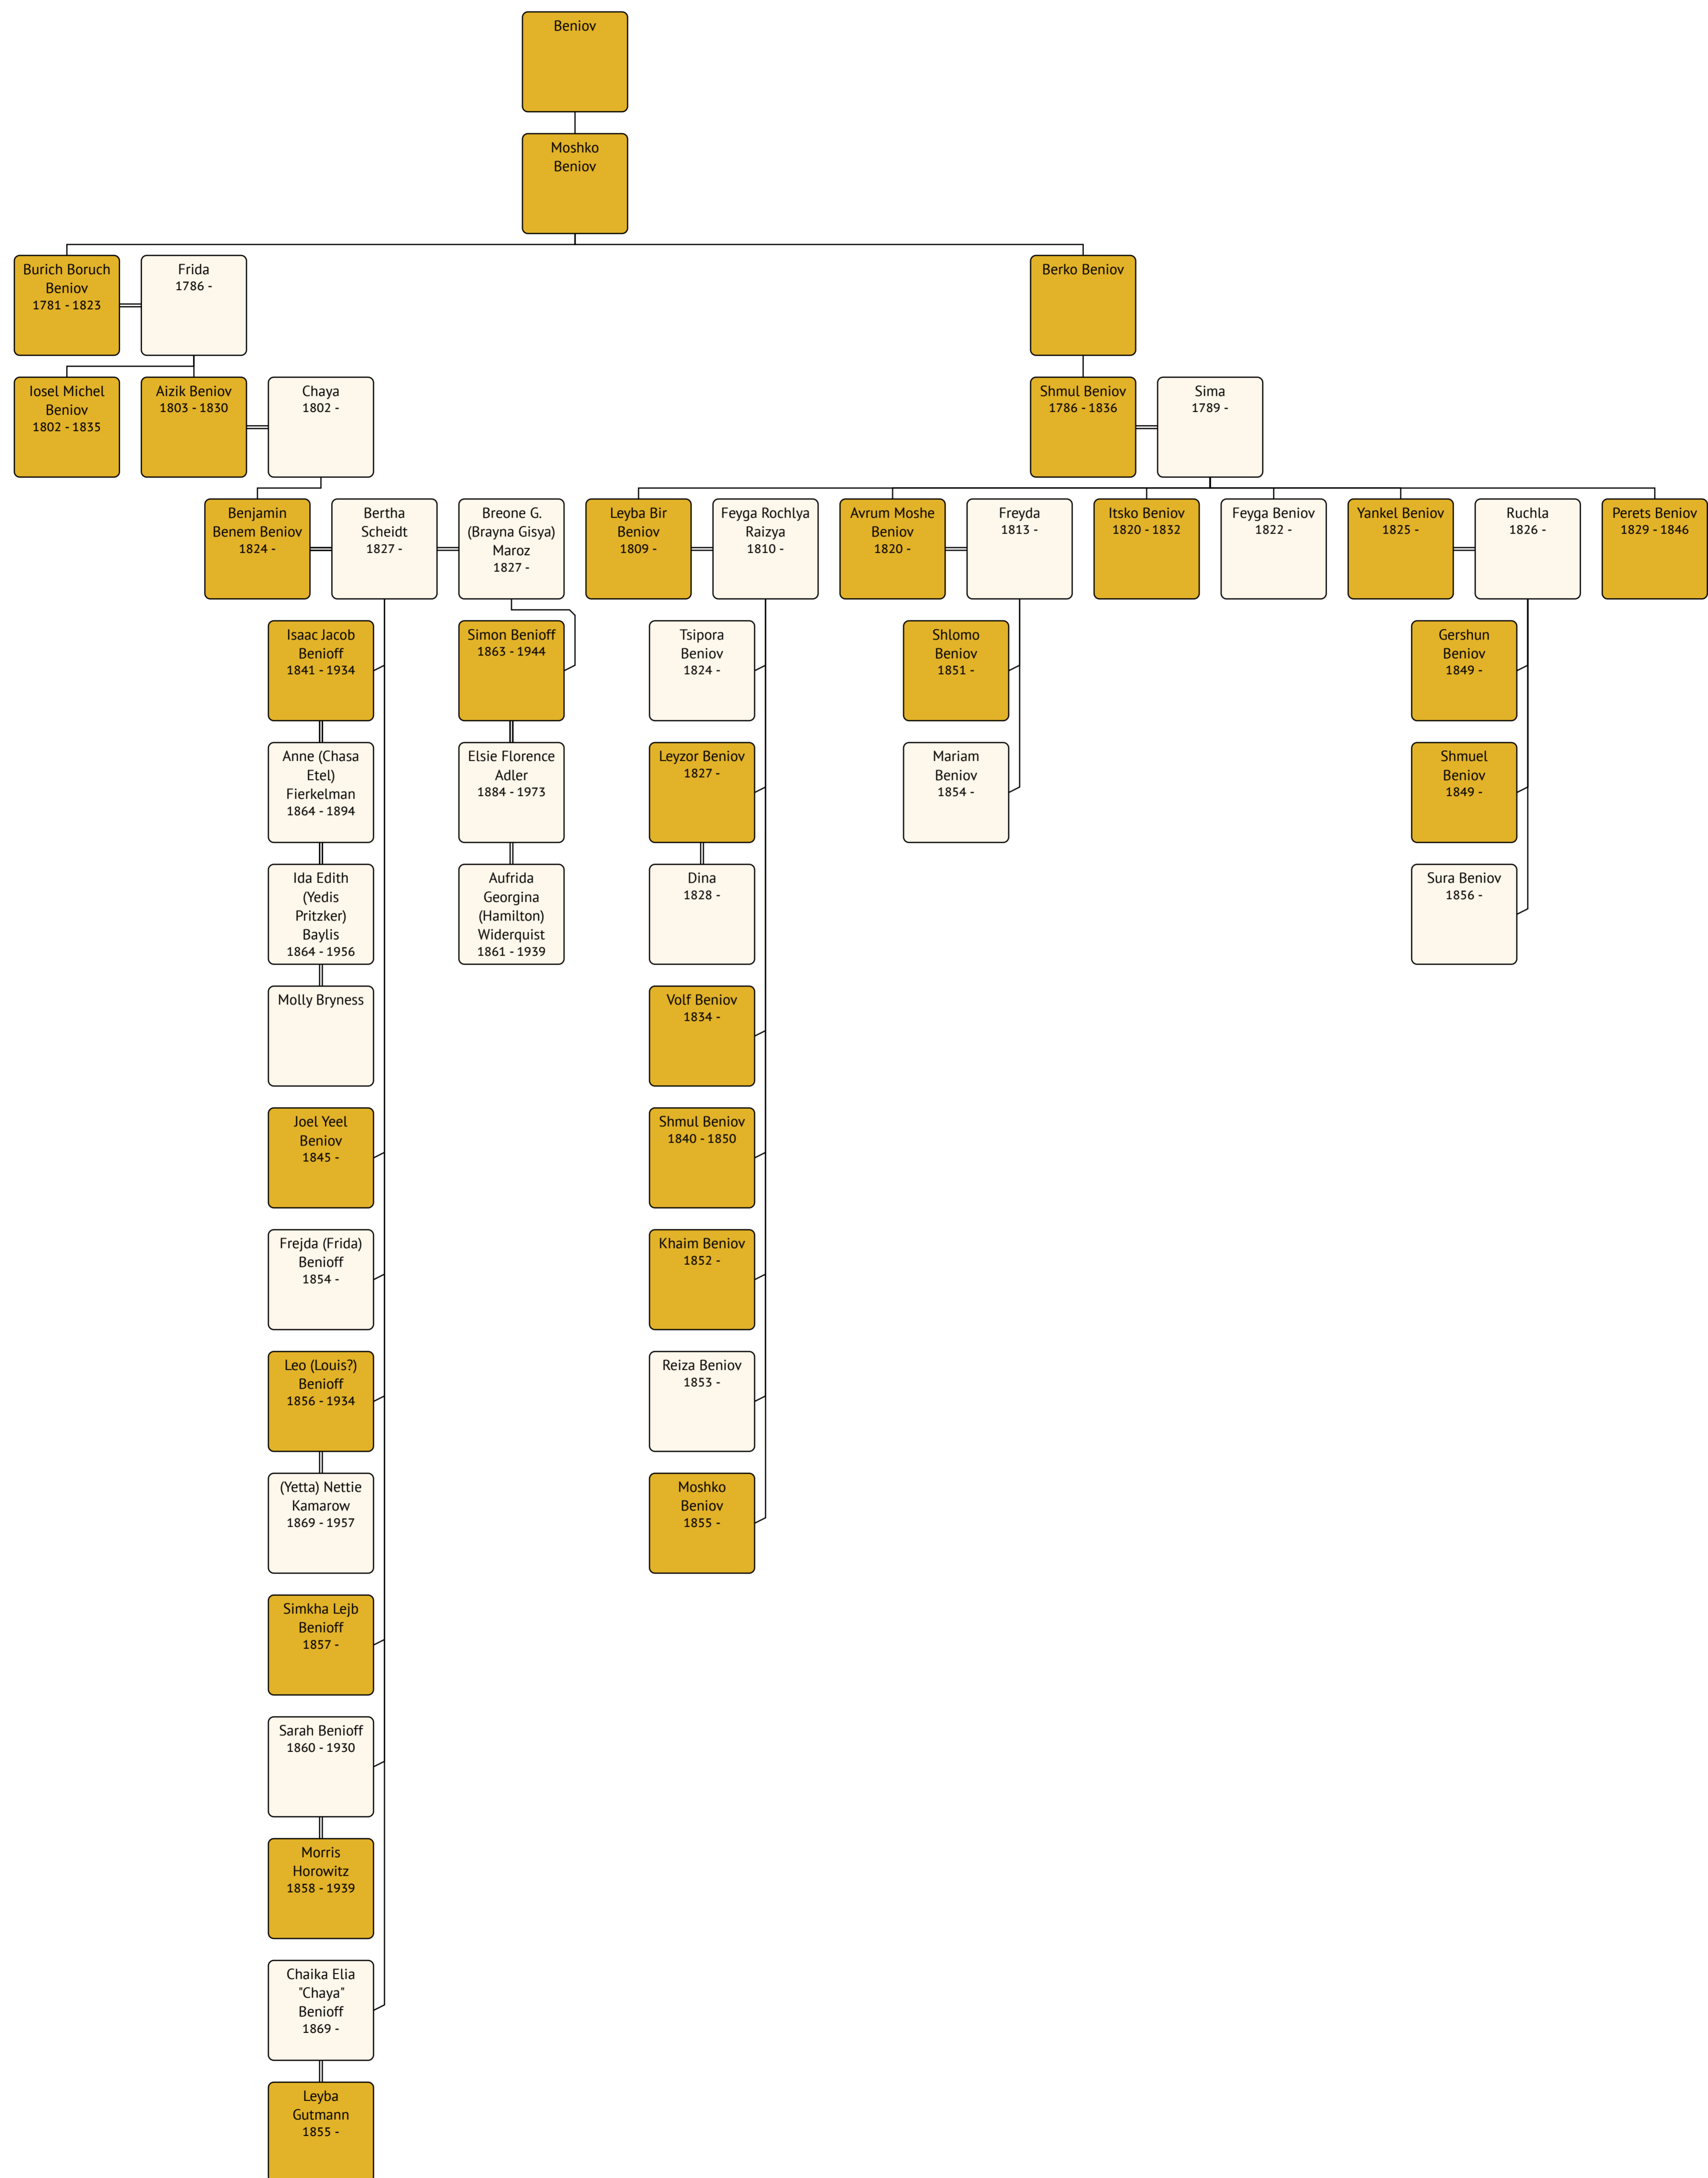 Beniov
Moshko
Beniov
Burich Boruch
Beniov
1781 - 1823
Frida
1786 -
Berko Beniov
Iosel Michel
Beniov
1802 - 1835
Aizik Beniov
1803 - 1830
Chaya
1802 -
Shmul Beniov
1786 - 1836
Sima
1789 -
Benjamin
Benem Beniov
1824 -
Bertha
Scheidt
1827 -
Breone G.
(Brayna Gisya)
Maroz
1827 -
Leyba Bir
Beniov
1809 -
Feyga Rochlya
Raizya
1810 -
Avrum Moshe
Beniov
1820 -
Freyda
1813 -
Itsko Beniov
1820 - 1832
Feyga Beniov
1822 -
Yankel Beniov
1825 -
Ruchla
1826 -
Perets Beniov
1829 - 1846
Isaac Jacob
Benioff
1841 - 1934
Simon Benioff
1863 - 1944
Tsipora
Beniov
1824 -
Shlomo
Beniov
1851 -
Gershun
Beniov
1849 -
Anne (Chasa
Etel)
Fierkelman
1864 - 1894
Elsie Florence
Adler
1884 - 1973
Leyzor Beniov
1827 -
Mariam
Beniov
1854 -
Shmuel
Beniov
1849 -
Ida Edith
(Yedis
Pritzker)
Baylis
1864 - 1956
Aufrida
Georgina
(Hamilton)
Widerquist
1861 - 1939
Dina
1828 -
Sura Beniov
1856 -
Molly Bryness
Volf Beniov
1834 -
Joel Yeel
Beniov
1845 -
Shmul Beniov
1840 - 1850
Frejda (Frida)
Benioff
1854 -
Khaim Beniov
1852 -
Leo (Louis?)
Benioff
1856 - 1934
Reiza Beniov
1853 -
(Yetta) Nettie
Kamarow
1869 - 1957
Moshko
Beniov
1855 -
Simkha Lejb
Benioff
1857 -
Sarah Benioff
1860 - 1930
Morris
Horowitz
1858 - 1939
Chaika Elia
"Chaya"
Benioff
1869 -
Leyba
Gutmann
1855 -